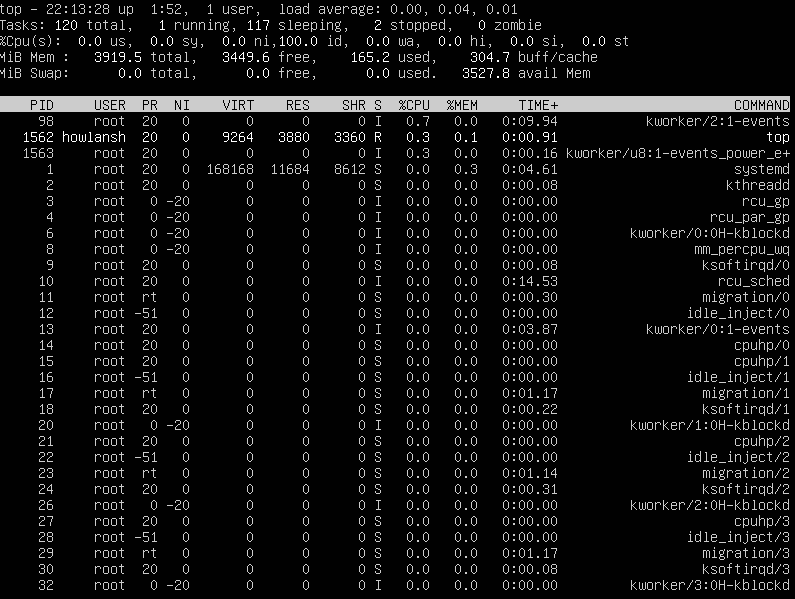 top - 22:13:28 up  1:52,  1 user,  load average: 0.00, 0.04, 0.01
Tasks: 120 total,   1 running, 117 sleeping,   2 stopped,   0 zombie
%Cpu(s):  0.0 us,  0.0 sy,  0.0 ni,100.0 id,  0.0 wa,  0.0 hi,  0.0 si,  0.0 st
MiB Mem :   3919.5 total,   3449.6 free,    165.2 used,    304.7 buff/cache
MiB Swap:      0.0 total,      0.0 free,      0.0 used.   3527.8 avail Mem
PID USER PR NI VIRT RES SHR S %CPU %MEM TIME+ COMMAND
98 root 20 0 0 0 0 I 0.7 0.0 0:09.94 kworker/2:1-events
1562 howlansh 20 0 9264 3880 3360 R 0.3 0.1 0:00.91 top
1563 root 20 0 0 0 0 I 0.3 0.0 0:00.16 kworker/u8:1-events_power_e+
1 root 20 0 168168 11684 8612 S 0.0 0.3 0:04.61 systemd
2 root 20 0 0 0 0 S 0.0 0.0 0:00.08 kthreadd
3 root 0 -20 0 0 0 I 0.0 0.0 0:00.00 rcu_gp
4 root 0 -20 0 0 0 I 0.0 0.0 0:00.00 rcu_par_gp
6 root 0 -20 0 0 0 I 0.0 0.0 0:00.00 kworker/0:0H-kblockd
8 root 0 -20 0 0 0 I 0.0 0.0 0:00.00 mm_percpu_wq
9 root 20 0 0 0 0 S 0.0 0.0 0:00.08 ksoftirqd/0
10 root 20 0 0 0 0 I 0.0 0.0 0:14.53 rcu_sched
11 root rt 0 0 0 0 S 0.0 0.0 0:00.30 migration/0
12 root -51 0 0 0 0 S 0.0 0.0 0:00.00 idle_inject/0
13 root 20 0 0 0 0 I 0.0 0.0 0:03.87 kworker/0:1-events
14 root 20 0 0 0 0 S 0.0 0.0 0:00.00 cpuhp/0
15 root 20 0 0 0 0 S 0.0 0.0 0:00.00 cpuhp/1
16 root -51 0 0 0 0 S 0.0 0.0 0:00.00 idle_inject/1
17 root rt 0 0 0 0 S 0.0 0.0 0:01.17 migration/1
18 root 20 0 0 0 0 S 0.0 0.0 0:00.22 ksoftirqd/1
20 root 0 -20 0 0 0 I 0.0 0.0 0:00.00 kworker/1:0H-kblockd
21 root 20 0 0 0 0 S 0.0 0.0 0:00.00 cpuhp/2
22 root -51 0 0 0 0 S 0.0 0.0 0:00.00 idle_inject/2
23 root rt 0 0 0 0 S 0.0 0.0 0:01.14 migration/2
24 root 20 0 0 0 0 S 0.0 0.0 0:00.31 ksoftirqd/2
26 root 0 -20 0 0 0 I 0.0 0.0 0:00.00 kworker/2:0H-kblockd
27 root 20 0 0 0 0 S 0.0 0.0 0:00.00 cpuhp/3
28 root -51 0 0 0 0 S 0.0 0.0 0:00.00 idle_inject/3
29 root rt 0 0 0 0 S 0.0 0.0 0:01.17 migration/3
30 root 20 0 0 0 0 S 0.0 0.0 0:00.08 ksoftirqd/3
32 root 0 -20 0 0 0 I 0.0 0.0 0:00.00 kworker/3:0H-kblockd